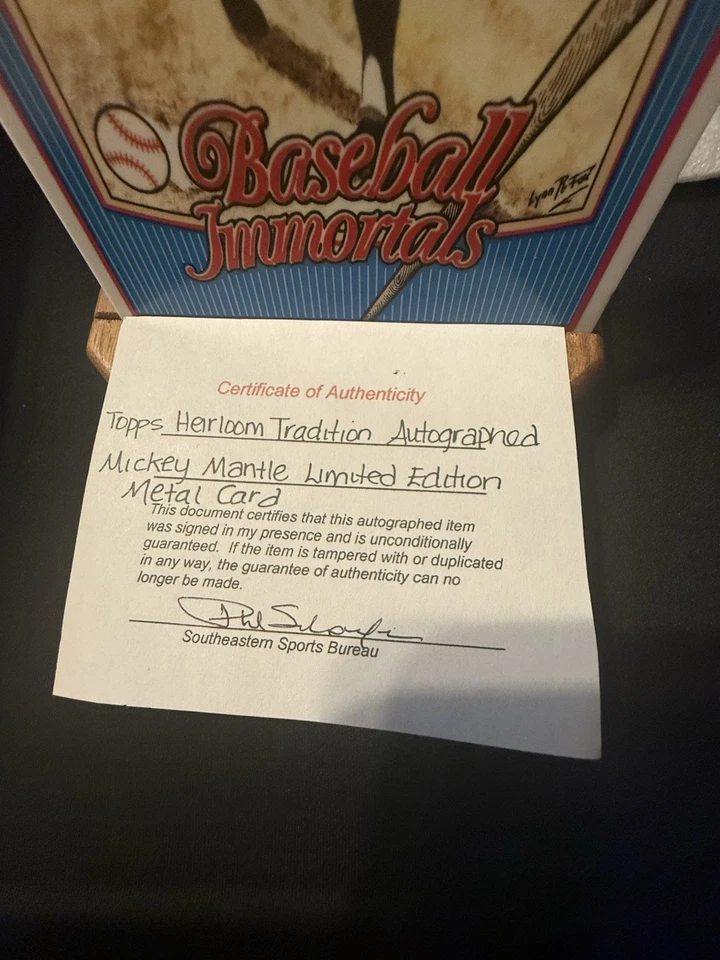 Baseball
Immortals
Certificate of Authenticity
Topps Heirloom Tradition Autographed
Mickey Mantle Limited Edition
Metal Card
This document certifies that this autographed item
was signed in my presence and is unconditionally
guaranteed. If the item is tampered with or duplicated
in any way, the guarantee of authenticity can no
longer be made.
Southeastern Sports Bureau